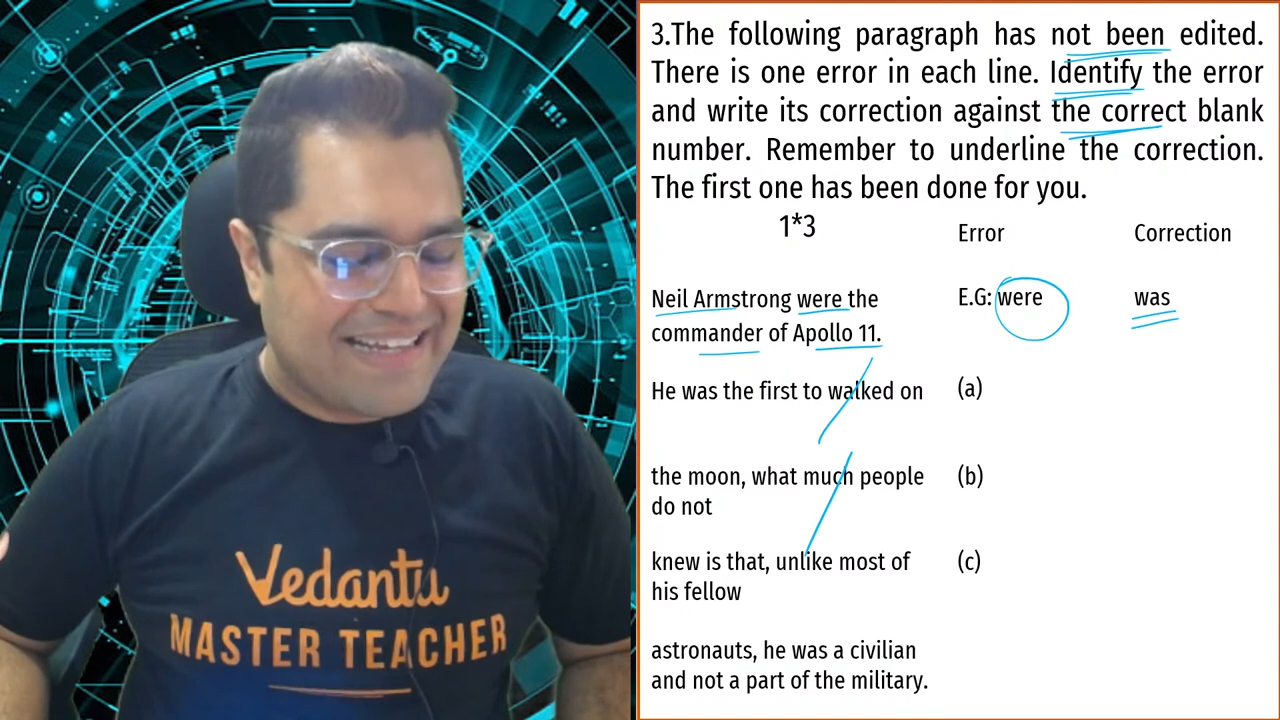 3.The following paragraph has not been edited.
There is one error in each line. Identify the error
and write its correction against the correct blank
number. Remember to underline the correction.
The first one has been done for you.
1*3
Error
Correction
Neil Armstrong were the
commander of Apollo 11.
E.G: were
was
He was the first to walked on
(a)
the moon, what much people
do not
(b)
knew is that, unlike most of
his fellow
(c)
astronauts, he was a civilian
and not a part of the military.
Vedantu
MASTER TEACHER